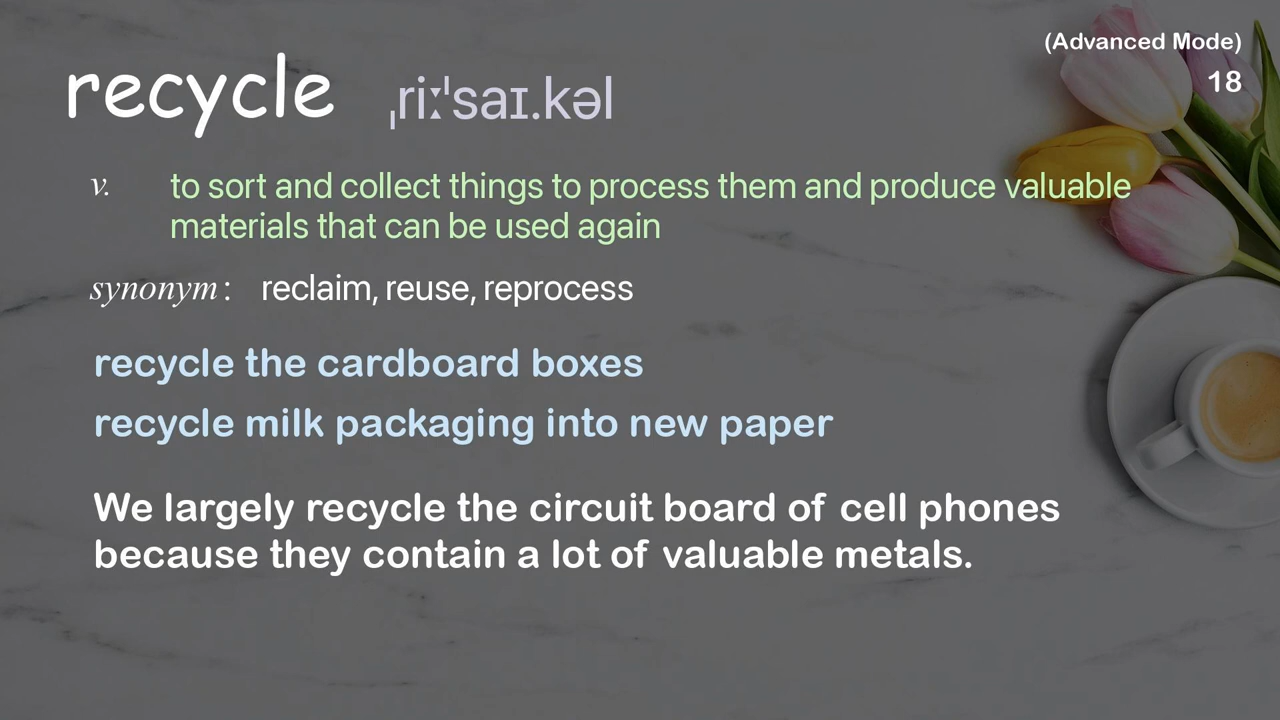 (Advanced Mode)
18
recycle ˌriːˈsaɪ.kəl
v. to sort and collect things to process them and produce valuable
materials that can be used again
synonym: reclaim, reuse, reprocess
recycle the cardboard boxes
recycle milk packaging into new paper
We largely recycle the circuit board of cell phones
because they contain a lot of valuable metals.